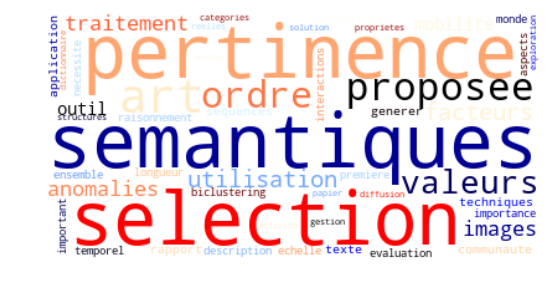 categories monde
traitement reelles solution proprietes mobilite
application dictionnaire necessite pertinence aspects exploration
art ordre interactions proposee
outil structures raisonnement sequences generer facteurs
semantiques
ensemble longueur utilisation premiere valeurs
anomalies biclustering papier diffusion techniques
important selection gestion importance
images
temporel rapport description echelle texte evaluation communaute